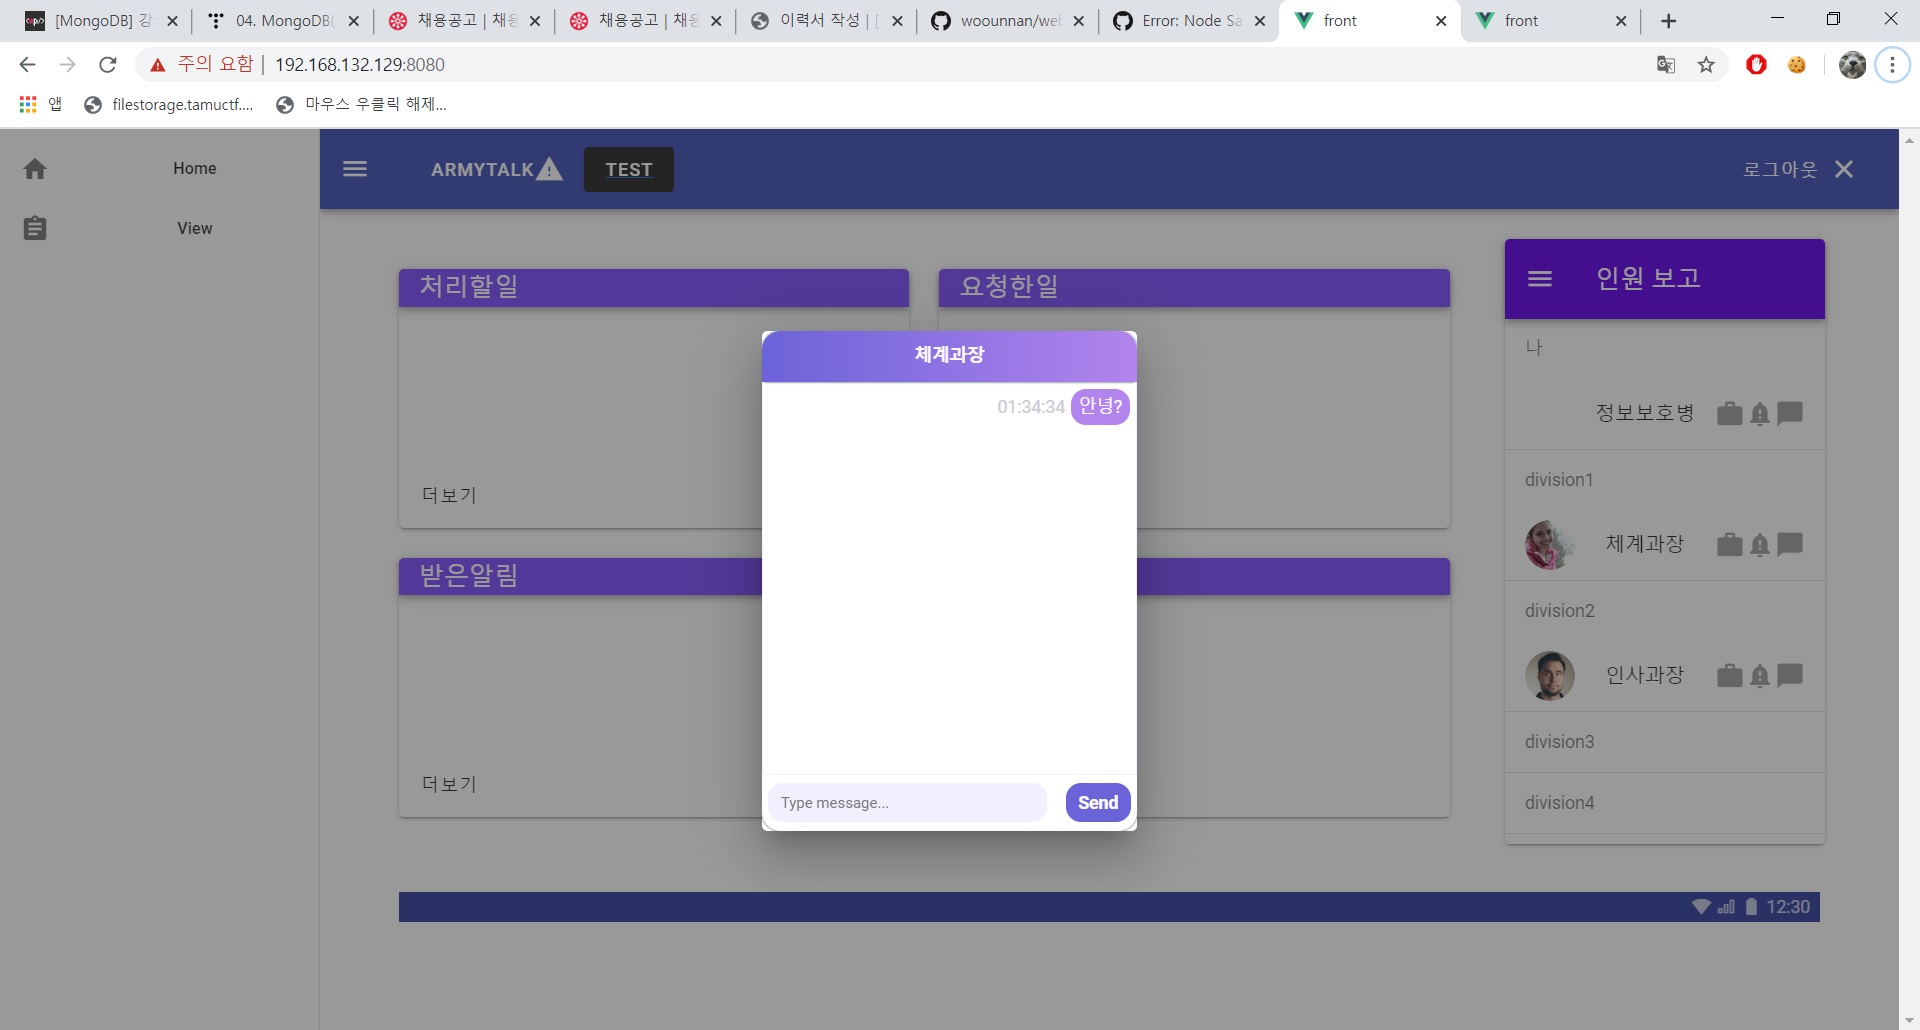 [MongoDB] 강
04. MongoDB(
채용공고 | 채용
채용공고 | 채용
이력서 작성 | [
woounnan/wel
Error: Node Sa
front
front
주의 요함 | 192.168.132.129:8080
앱
filestorage.tamuctf....
마우스 우클릭 해제...
Home
View
ARMYTALK
TEST
로그아웃
처리할일
요청한일
더보기
받은알림
더보기
체계과장
01:34:34 안녕?
Type message...
Send
인원 보고
나
정보보호병
division1
체계과장
division2
인사과장
division3
division4
12:30